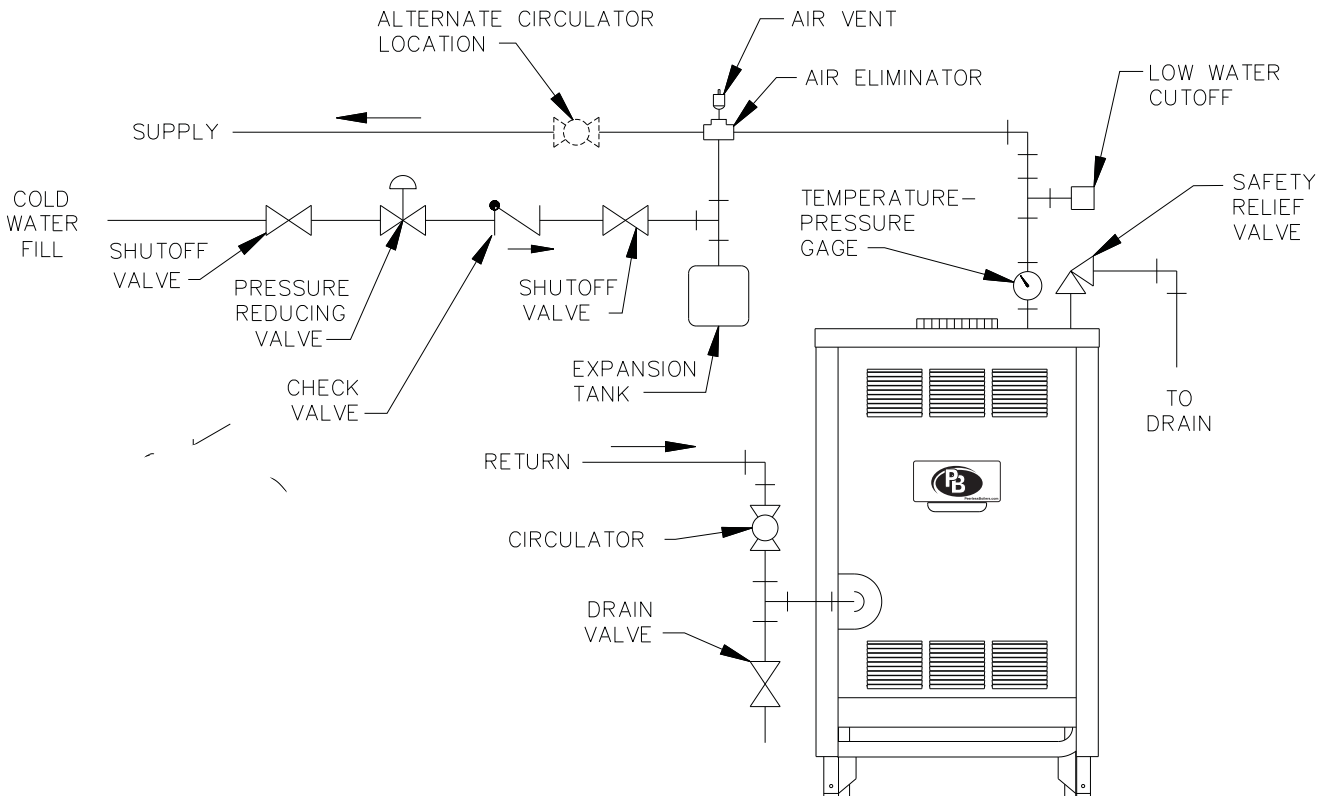 ALTERNATE CIRCULATOR
LOCATION
AIR VENT
AIR ELIMINATOR
LOW WATER
CUTOFF
SUPPLY
COLD
WATER
FILL
SHUTOFF
VALVE
PRESSURE
REDUCING
VALVE
CHECK
VALVE
SHUTOFF
VALVE
EXPANSION
TANK
TEMPERATURE-
PRESSURE
GAGE
SAFETY
RELIEF
VALVE
TO
DRAIN
RETURN
CIRCULATOR
DRAIN
VALVE
PB
PeerlessBoilers.com